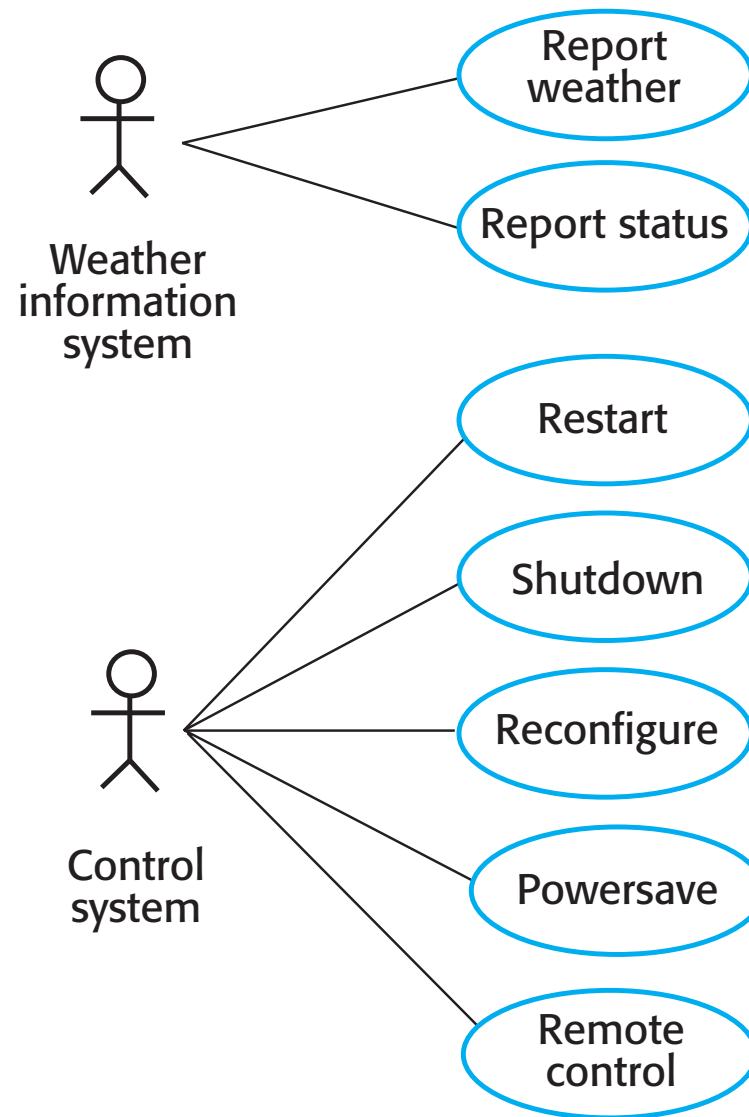 Report
weather
Report status
Weather
information
system
Restart
Shutdown
Reconfigure
Powersave
Control
system
Remote
control